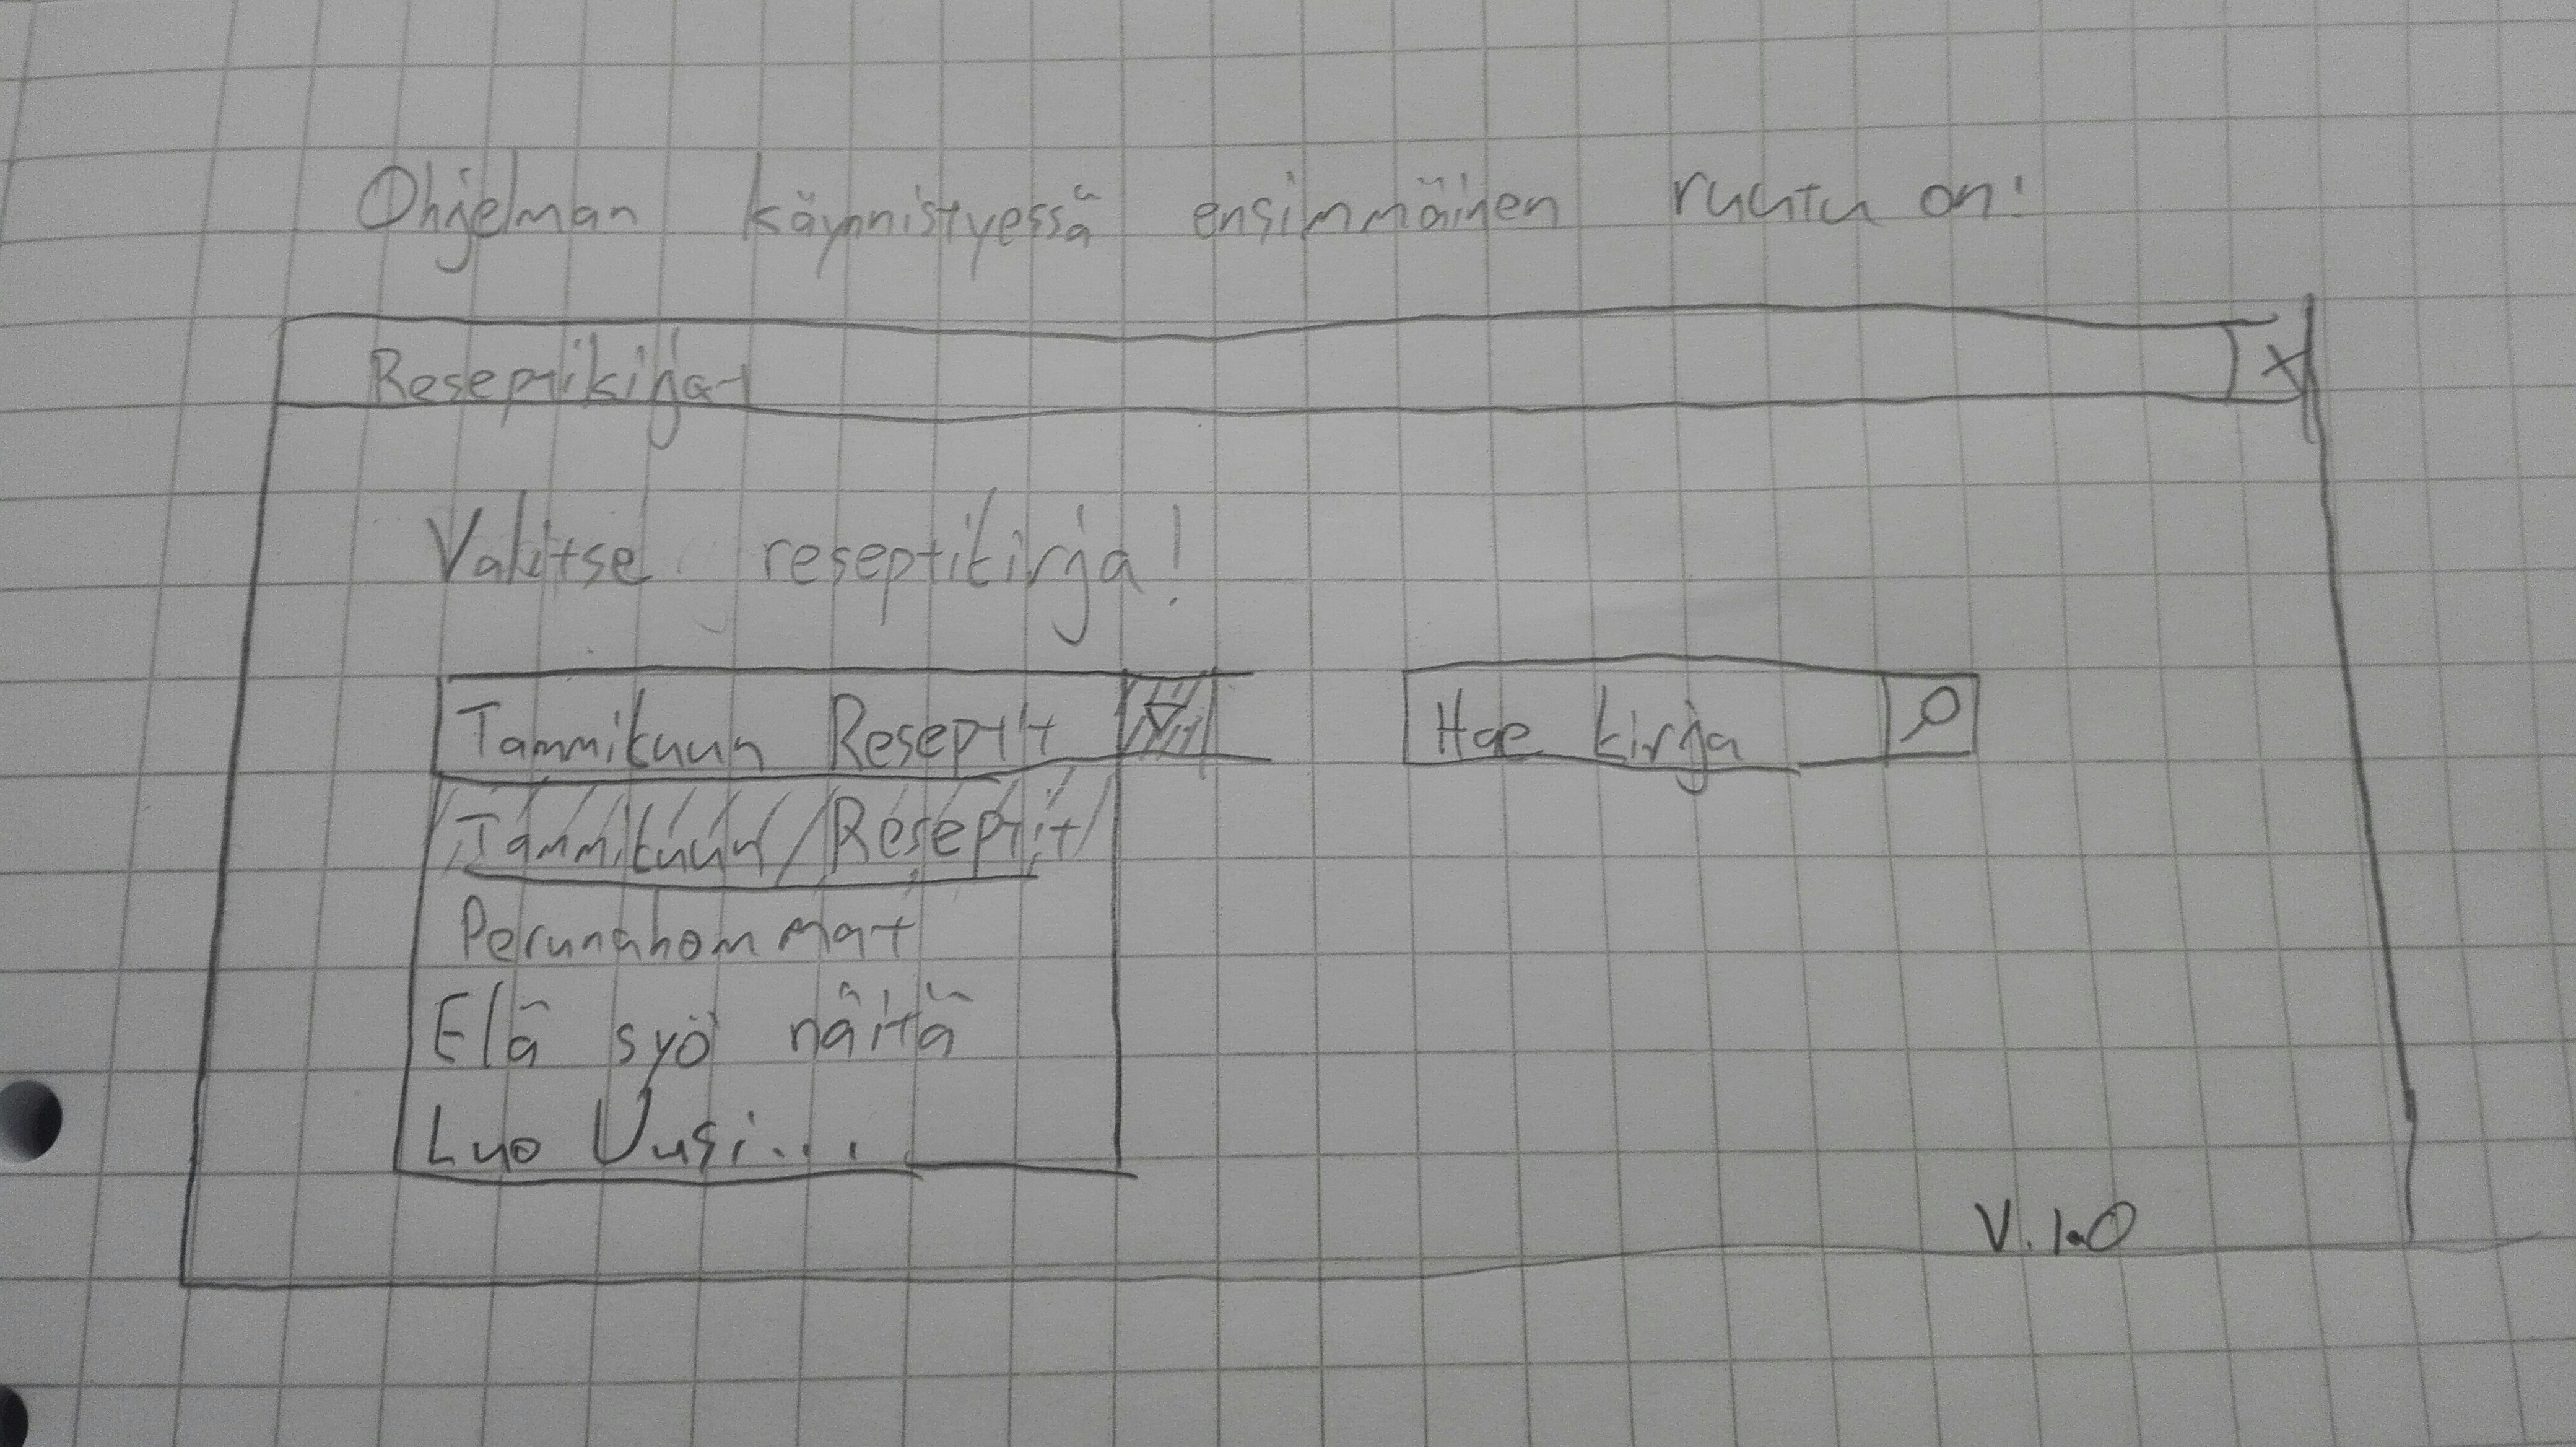 Ohjelman käynnistyessä ensimmäinen ruutu on:
Reseptikirjat X
Valitse reseptikirja!
Tammikuun Reseptit
Hae kirja
Tammikuun Reseptit
Perunahommat
Elä syö näitä
Luo Uusi...
V. 1.0